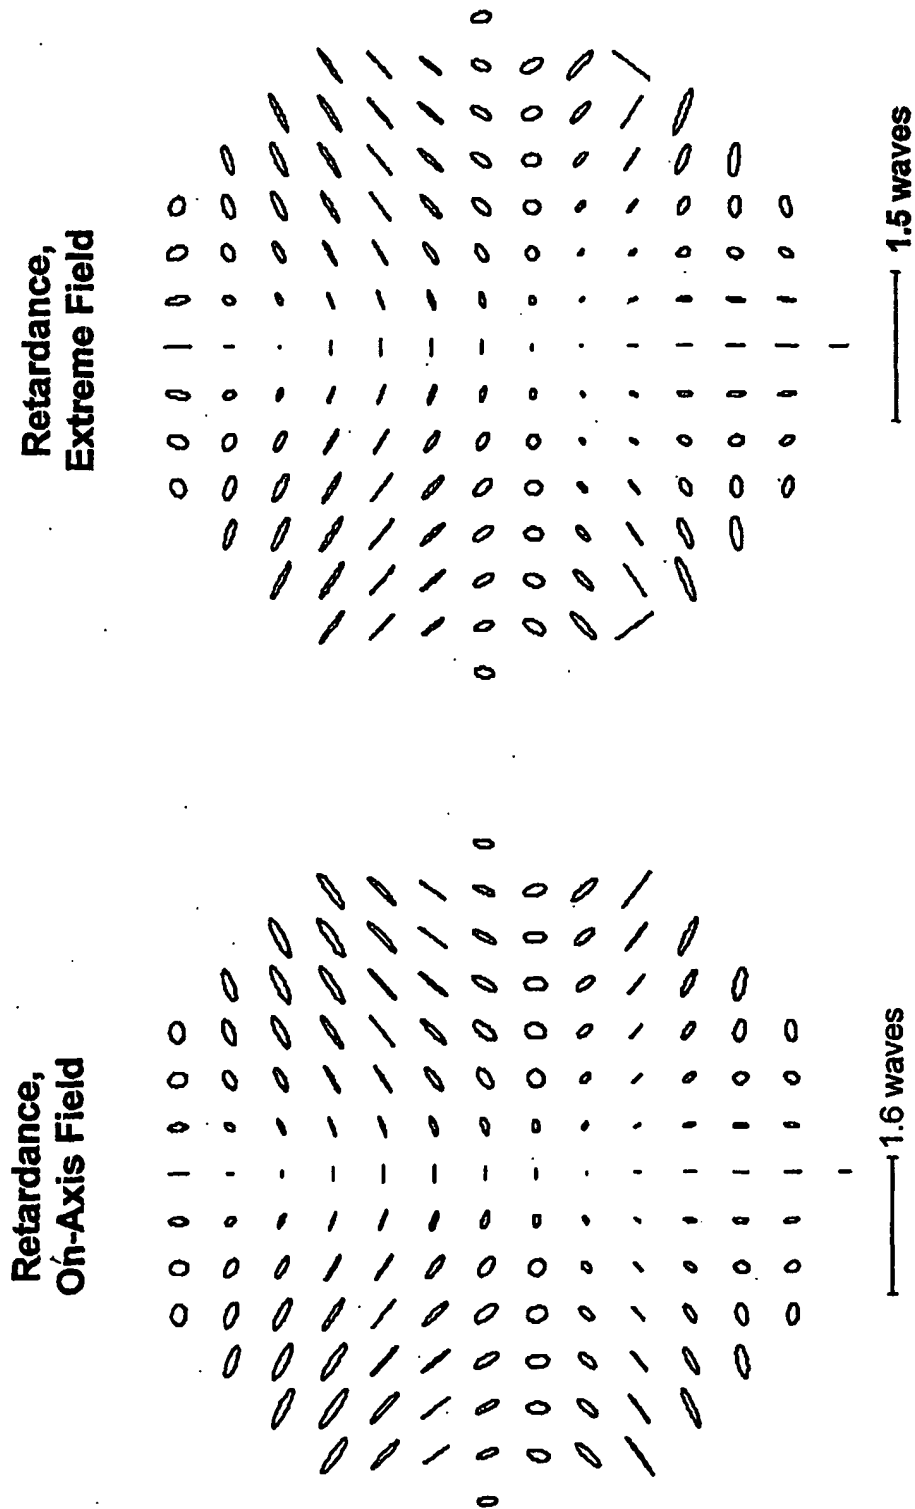 Retardance,
On-Axis Field
1.6 waves
Retardance,
Extreme Field
1.5 waves